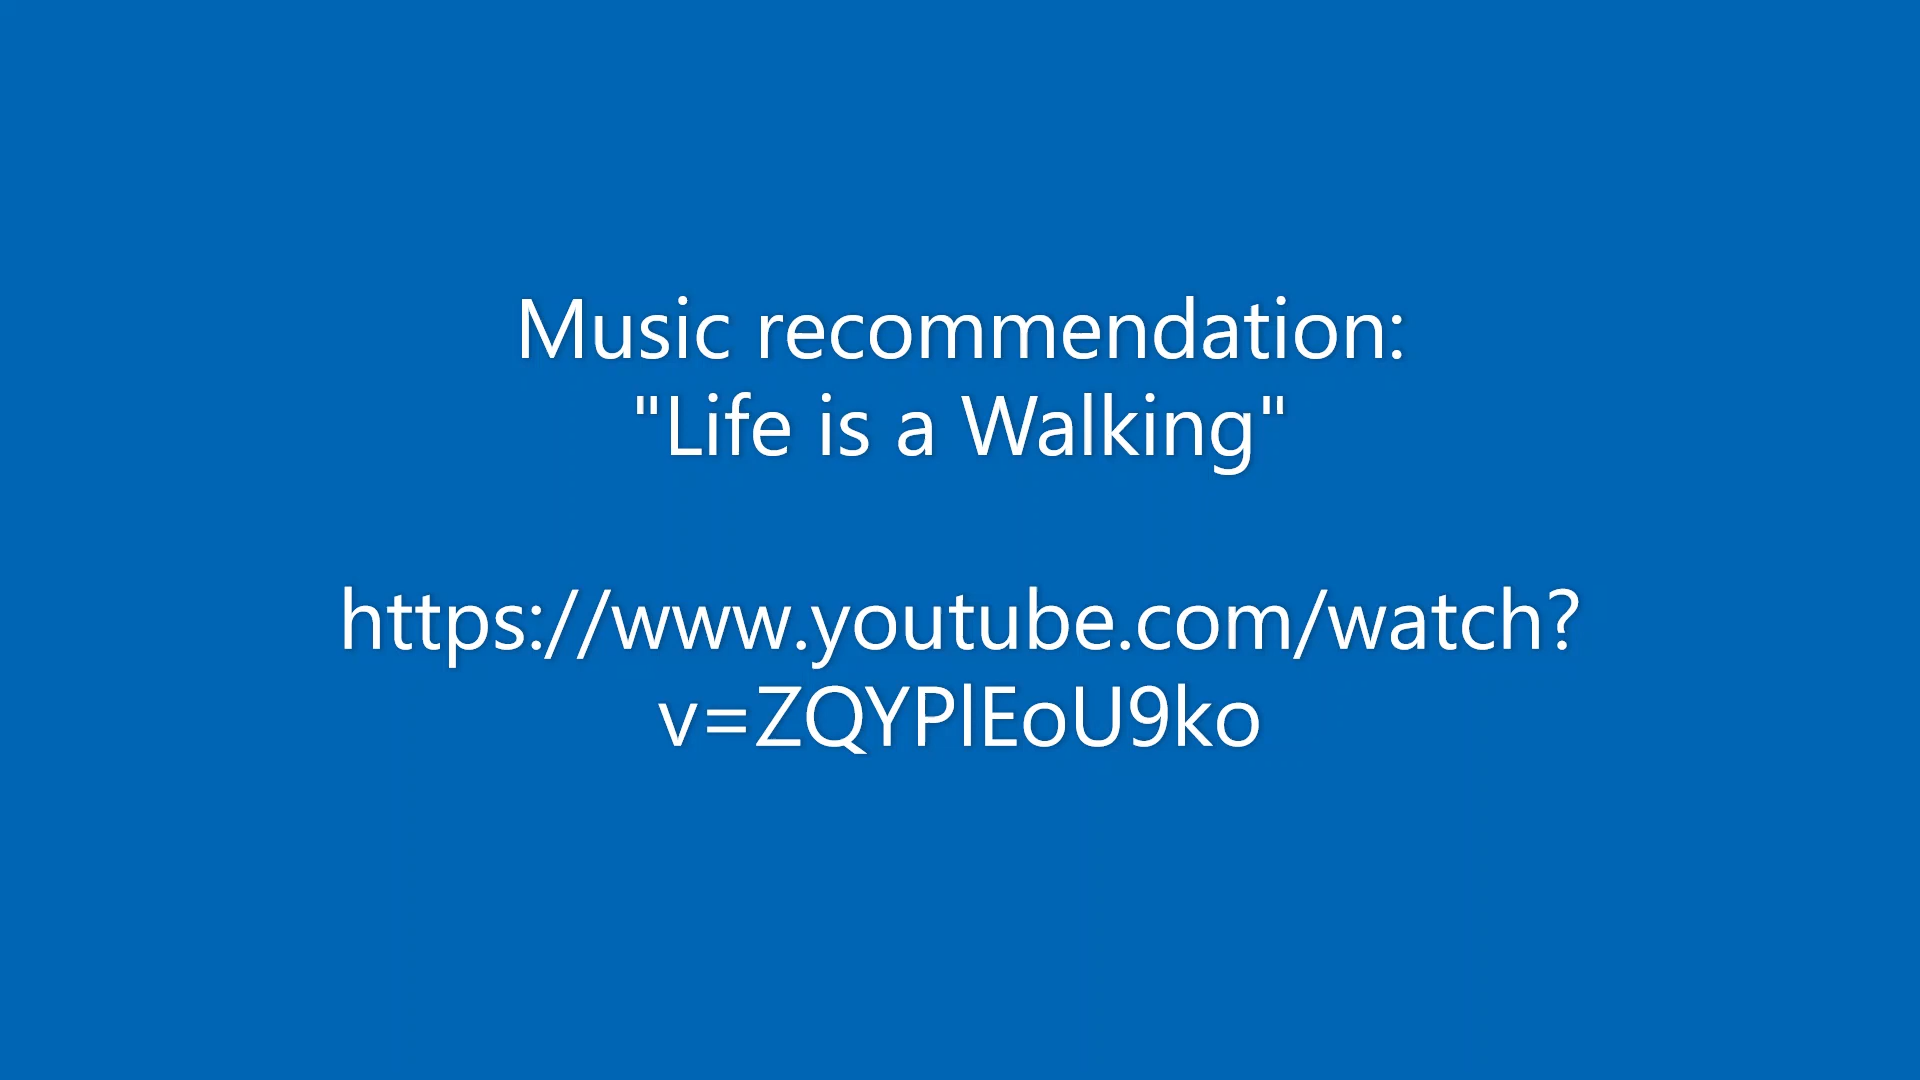 Music recommendation:
"Life is a Walking"
https://www.youtube.com/watch?
v=ZQYPlEoU9ko